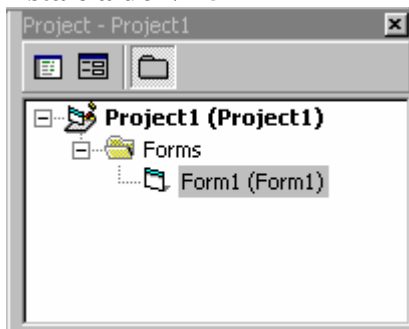 Project - Project1
Project1 (Project1)
Forms
Form1 (Form1)